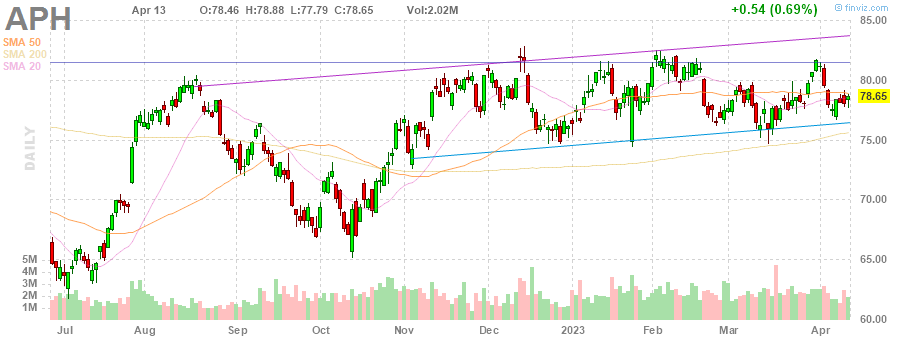 APH Apr 13 O:78.46 H:78.88 L:77.79 C:78.65 Vol:2.02M +0.54 (0.69%) © finviz.com
SMA 50
SMA 200
SMA 20
DAILY
85.00
80.00
78.65
75.00
70.00
65.00
60.00
5M
4M
3M
2M
1M
Jul Aug Sep Oct Nov Dec 2023 Feb Mar Apr